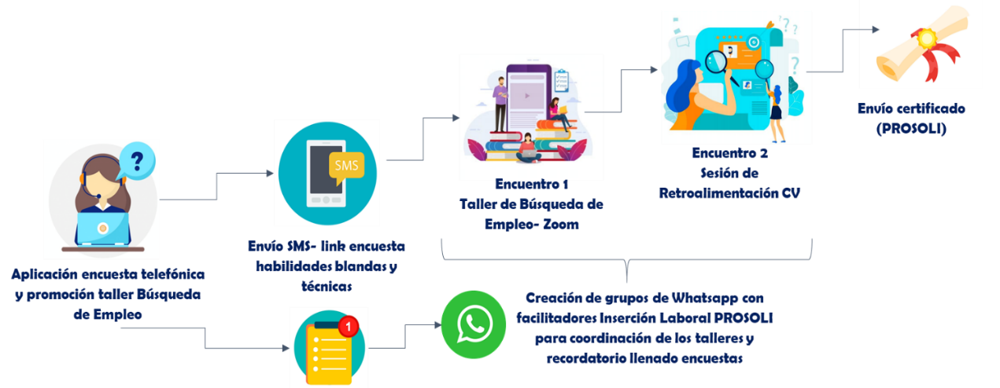 Aplicación encuesta telefónica
y promoción taller Búsqueda
de Empleo
?
SMS
Envío SMS- link encuesta
habilidades blandas y
técnicas
Encuentro 1
Taller de Búsqueda de
Empleo- Zoom
Encuentro 2
Sesión de
Retroalimentación CV
Envío certificado
(PROSOLI)
1
Creación de grupos de Whatsapp con
facilitadores Inserción Laboral PROSOLI
para coordinación de los talleres y
recordatorio llenado encuestas